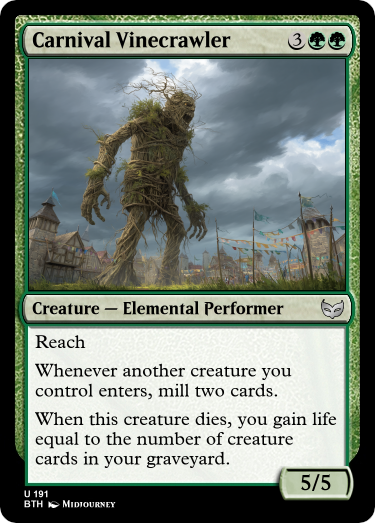 Carnival Vinecrawler 3
Creature — Elemental Performer
Reach
Whenever another creature you
control enters, mill two cards.
When this creature dies, you gain life
equal to the number of creature
cards in your graveyard.
5/5
U 191
BTH Midjourney